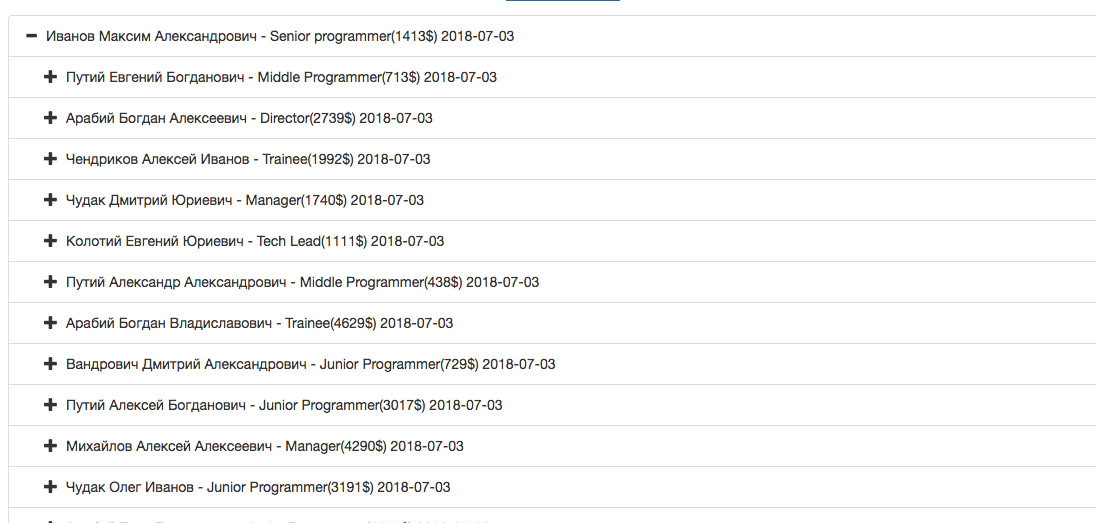 Иванов Максим Александрович - Senior programmer(1413$) 2018-07-03
Путий Евгений Богданович - Middle Programmer(713$) 2018-07-03
Арабий Богдан Алексеевич - Director(2739$) 2018-07-03
Чендриков Алексей Иванов - Trainee(1992$) 2018-07-03
Чудак Дмитрий Юриевич - Manager(1740$) 2018-07-03
Колотий Евгений Юриевич - Tech Lead(1111$) 2018-07-03
Путий Александр Александрович - Middle Programmer(438$) 2018-07-03
Арабий Богдан Владиславович - Trainee(4629$) 2018-07-03
Вандрович Дмитрий Александрович - Junior Programmer(729$) 2018-07-03
Путий Алексей Богданович - Junior Programmer(3017$) 2018-07-03
Михайлов Алексей Алексеевич - Manager(4290$) 2018-07-03
Чудак Олег Иванов - Junior Programmer(3191$) 2018-07-03